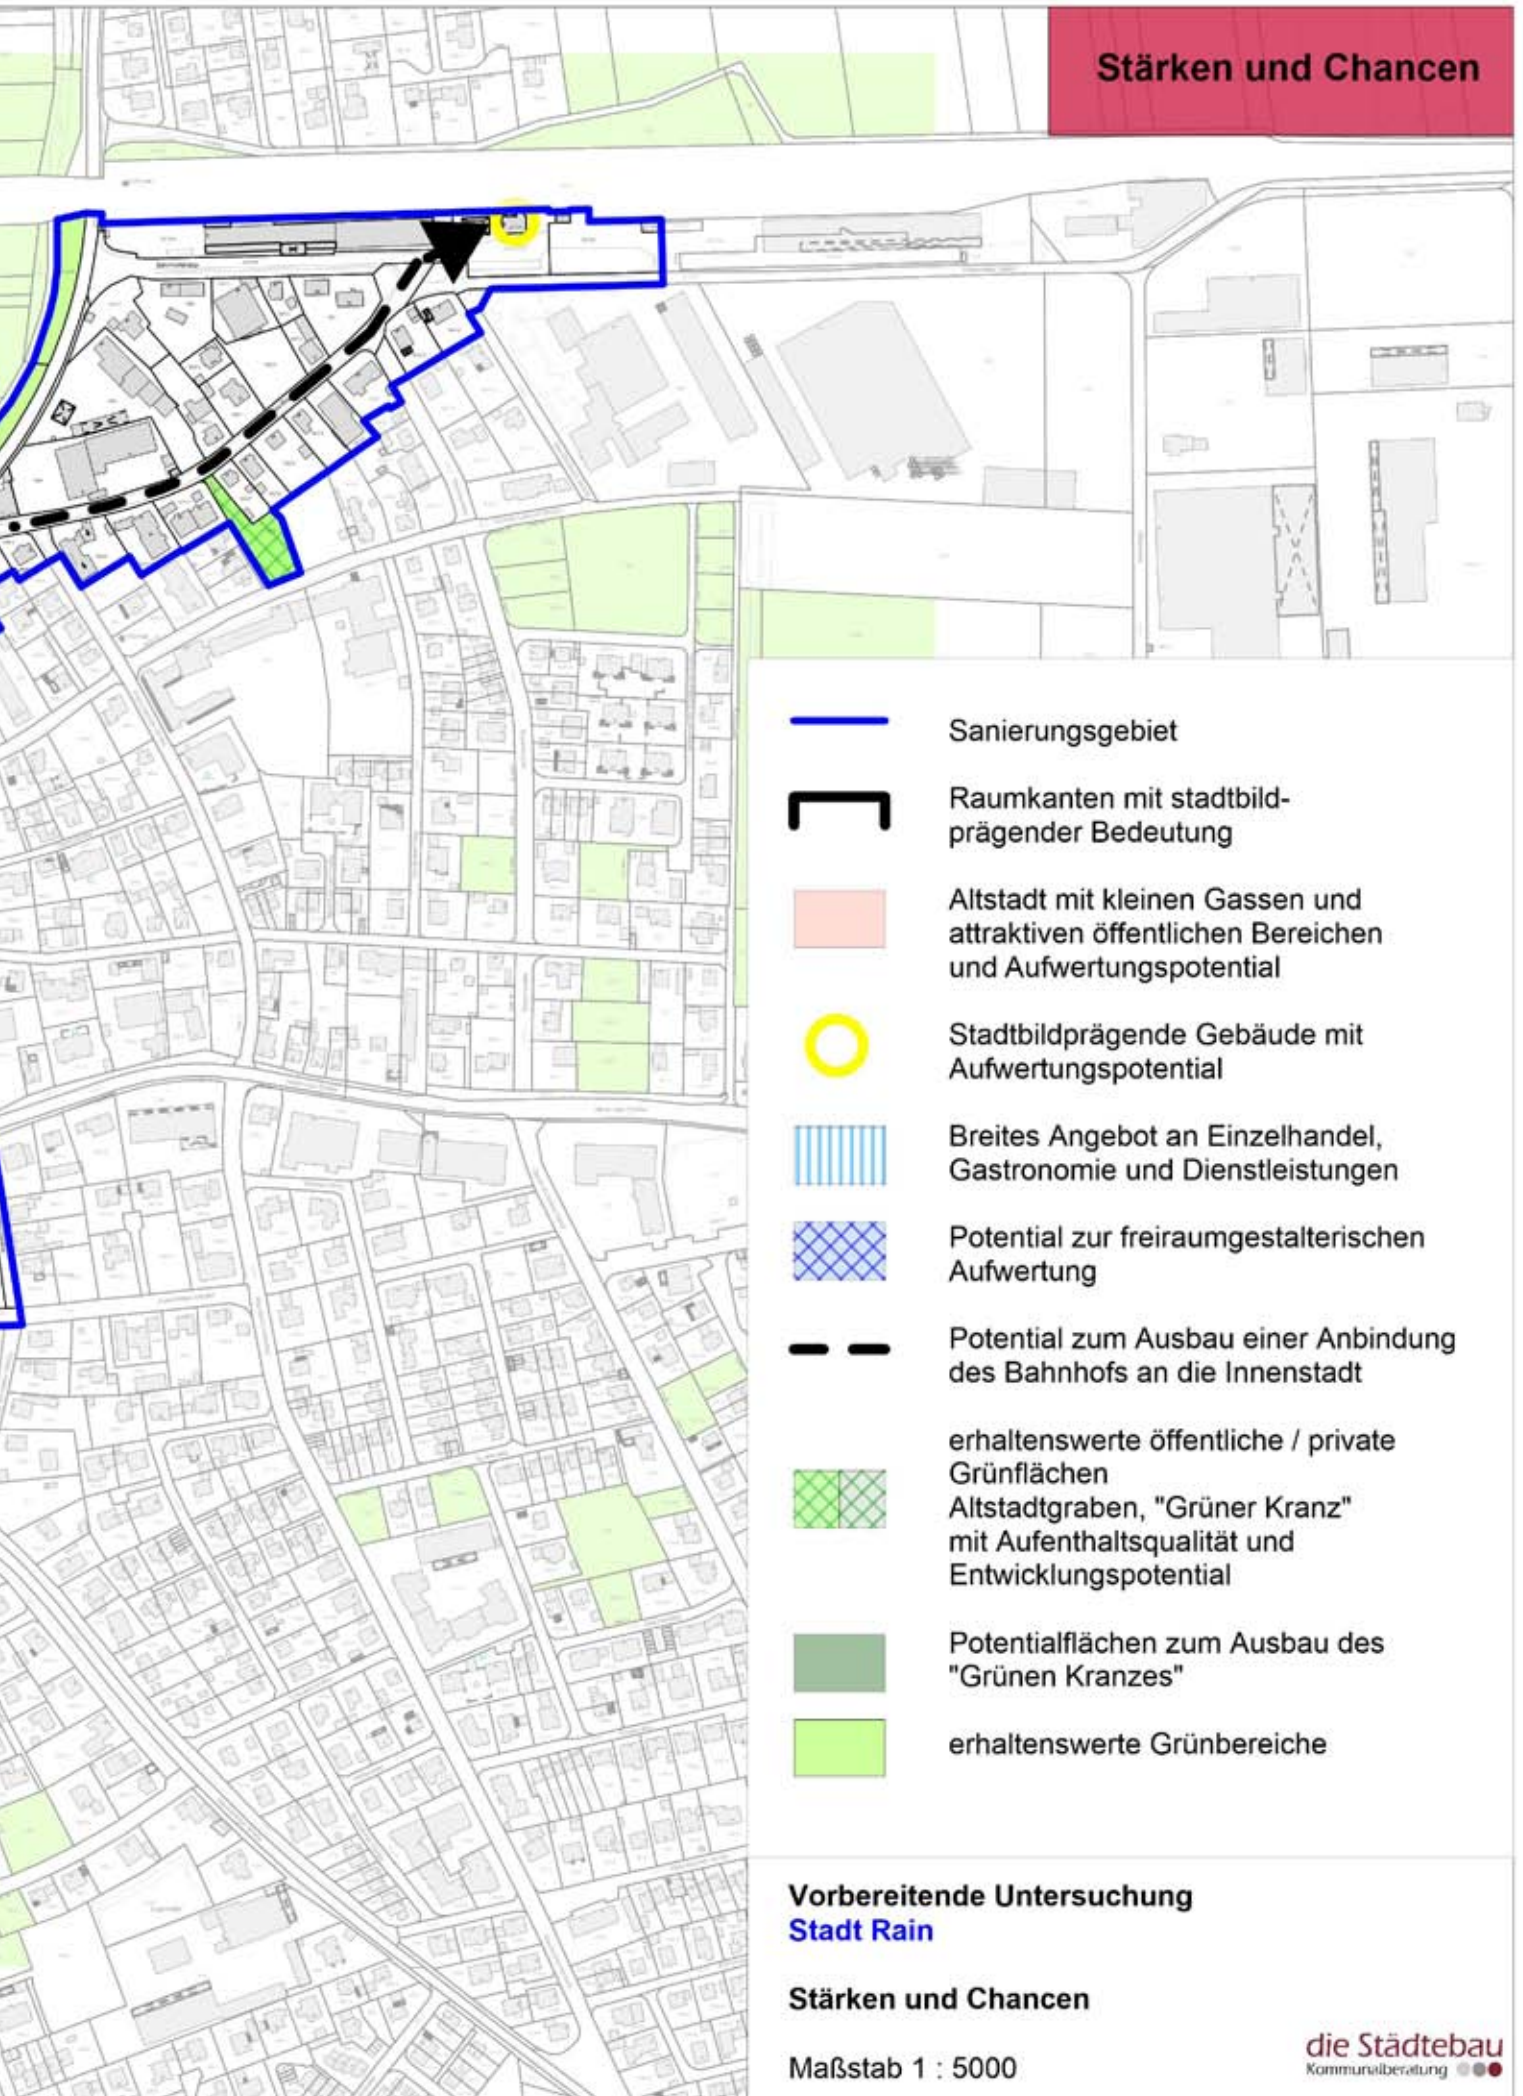 Stärken und Chancen
Sanierungsgebiet
Raumkanten mit stadtbild-
prägender Bedeutung
Altstadt mit kleinen Gassen und
attraktiven öffentlichen Bereichen
und Aufwertungspotential
Stadtbildprägende Gebäude mit
Aufwertungspotential
Breites Angebot an Einzelhandel,
Gastronomie und Dienstleistungen
Potential zur freiraumgestalterischen
Aufwertung
Potential zum Ausbau einer Anbindung
des Bahnhofs an die Innenstadt
erhaltenswerte öffentliche / private
Grünflächen
Altstadtgraben, "Grüner Kranz"
mit Aufenthaltsqualität und
Entwicklungspotential
Potentialflächen zum Ausbau des
"Grünen Kranzes"
erhaltenswerte Grünbereiche
Vorbereitende Untersuchung
Stadt Rain
Stärken und Chancen
Maßstab 1 : 5000
die Städtebau
Kommunalberatung